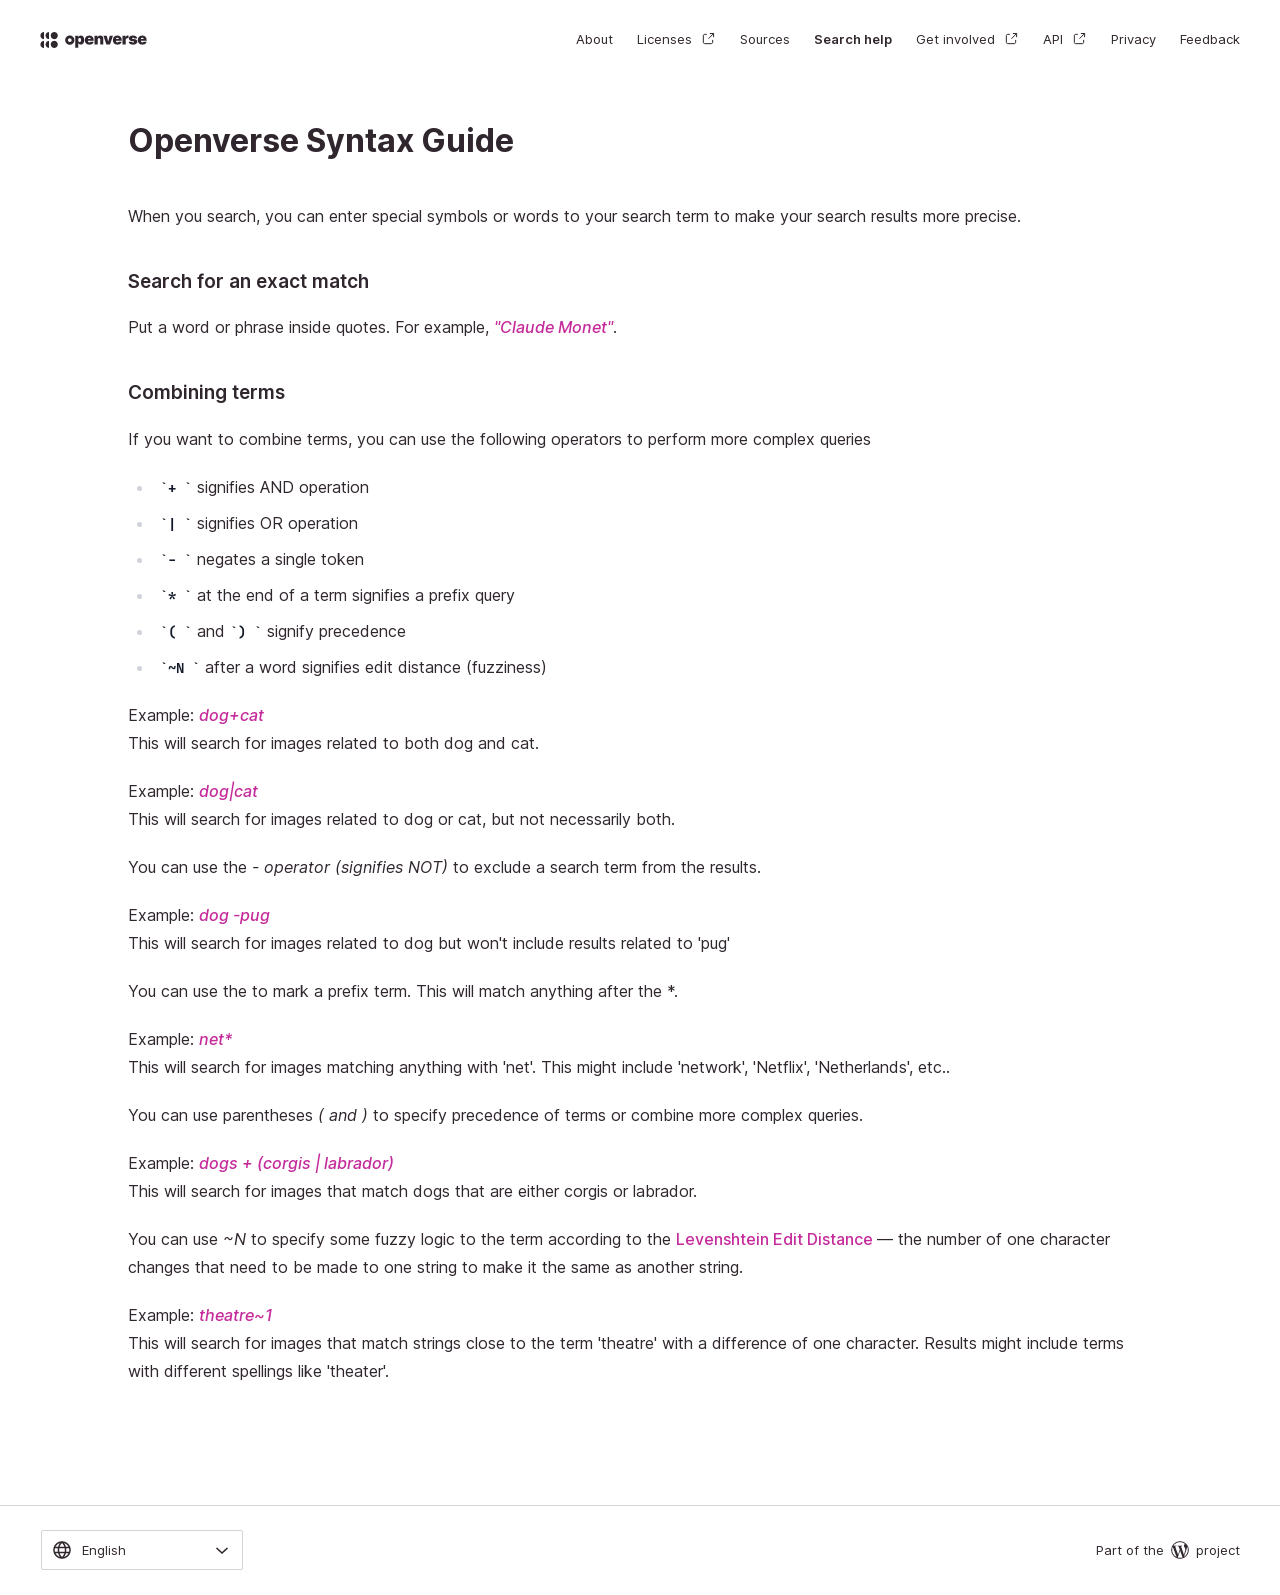 openverse
About Licenses Sources Search help Get involved API Privacy Feedback
Openverse Syntax Guide
When you search, you can enter special symbols or words to your search term to make your search results more precise.
Search for an exact match
Put a word or phrase inside quotes. For example, "Claude Monet".
Combining terms
If you want to combine terms, you can use the following operators to perform more complex queries
`+ ` signifies AND operation
`| ` signifies OR operation
`- ` negates a single token
`* ` at the end of a term signifies a prefix query
`( ` and `) ` signify precedence
`~N ` after a word signifies edit distance (fuzziness)
Example: dog+cat
This will search for images related to both dog and cat.
Example: dog|cat
This will search for images related to dog or cat, but not necessarily both.
You can use the - operator (signifies NOT) to exclude a search term from the results.
Example: dog -pug
This will search for images related to dog but won't include results related to 'pug'
You can use the to mark a prefix term. This will match anything after the *.
Example: net*
This will search for images matching anything with 'net'. This might include 'network', 'Netflix', 'Netherlands', etc..
You can use parentheses ( and ) to specify precedence of terms or combine more complex queries.
Example: dogs + (corgis | labrador)
This will search for images that match dogs that are either corgis or labrador.
You can use ~N to specify some fuzzy logic to the term according to the Levenshtein Edit Distance — the number of one character
changes that need to be made to one string to make it the same as another string.
Example: theatre~1
This will search for images that match strings close to the term 'theatre' with a difference of one character. Results might include terms
with different spellings like 'theater'.
English
Part of the project